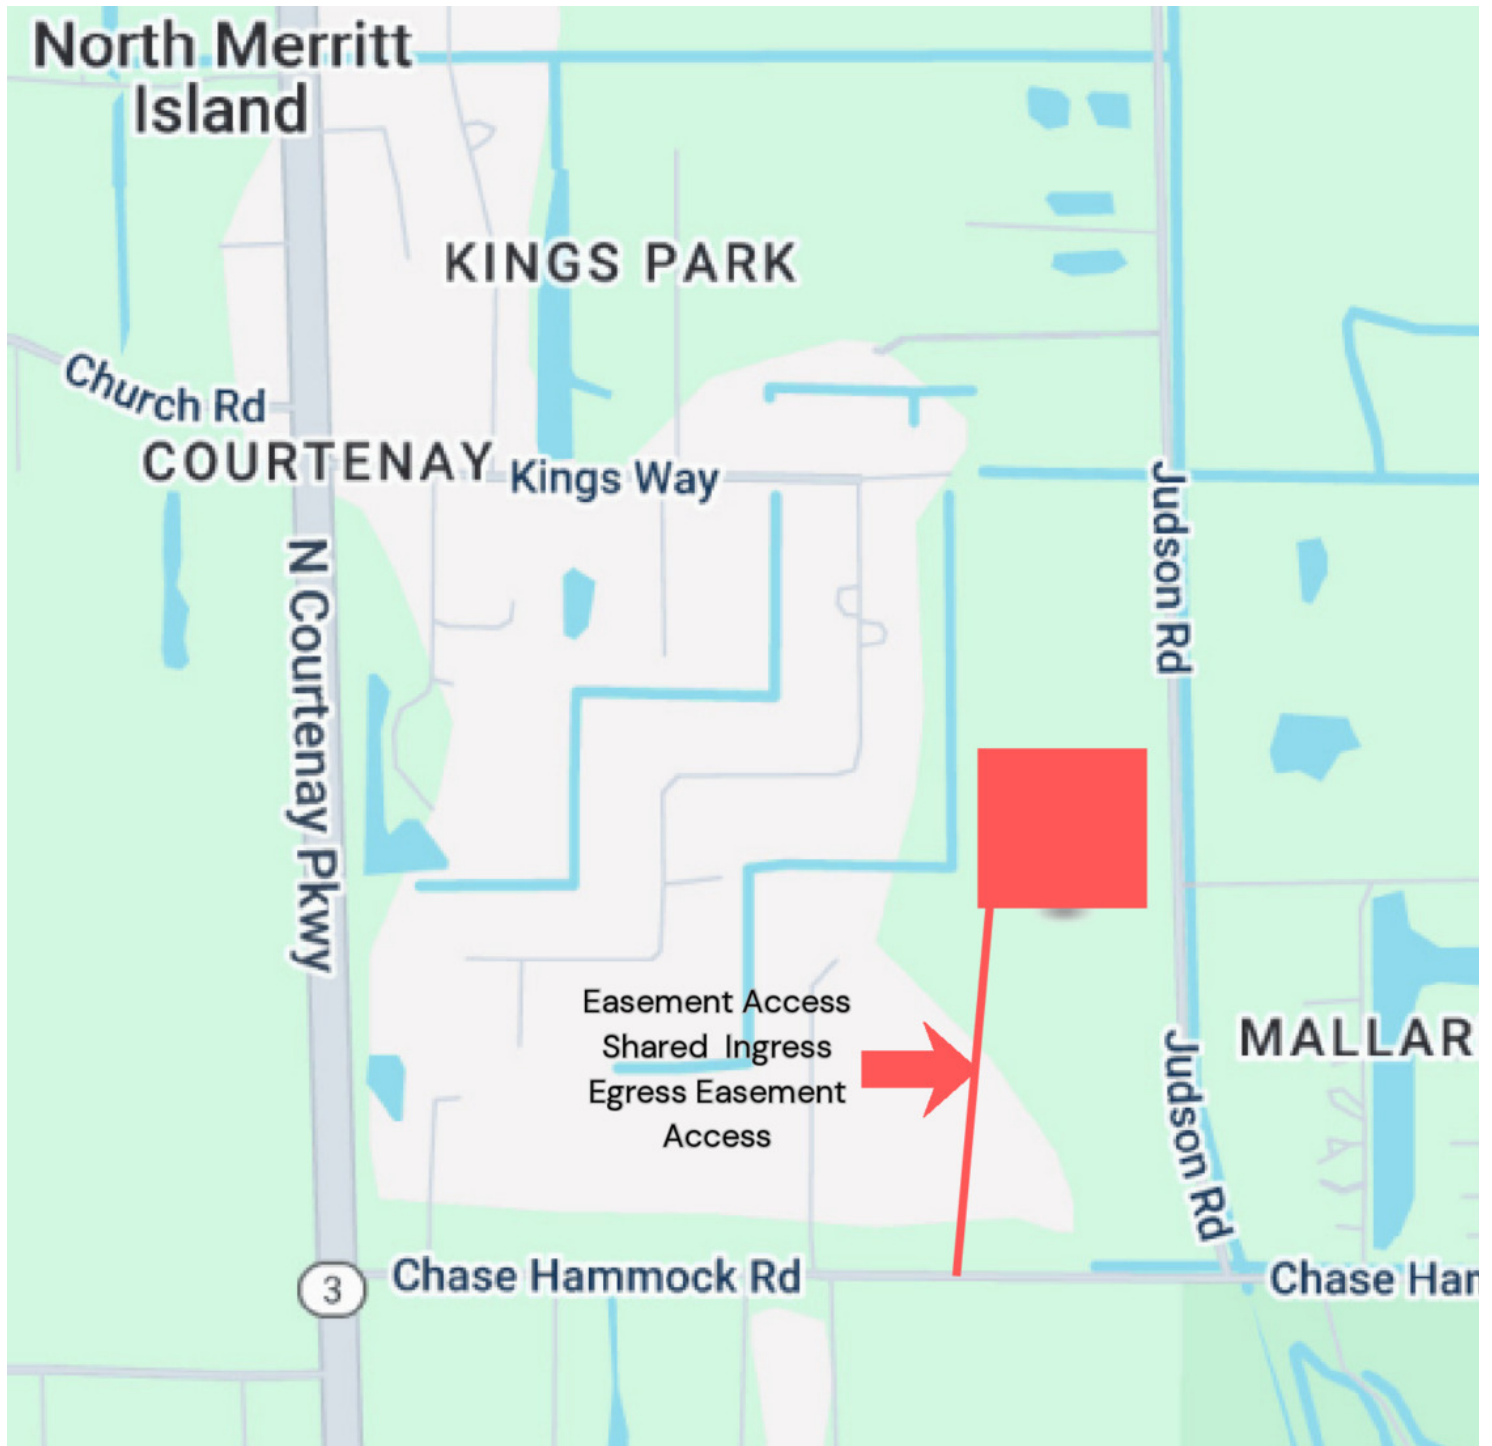 North Merritt
Island
KINGS PARK
Church Rd
COURTENAY
Kings Way
Judson Rd
N Courtenay Pkwy
Easement Access
Shared Ingress
Egress Easement
Access
MALLAR
Judson Rd
3
Chase Hammock Rd
Chase Han